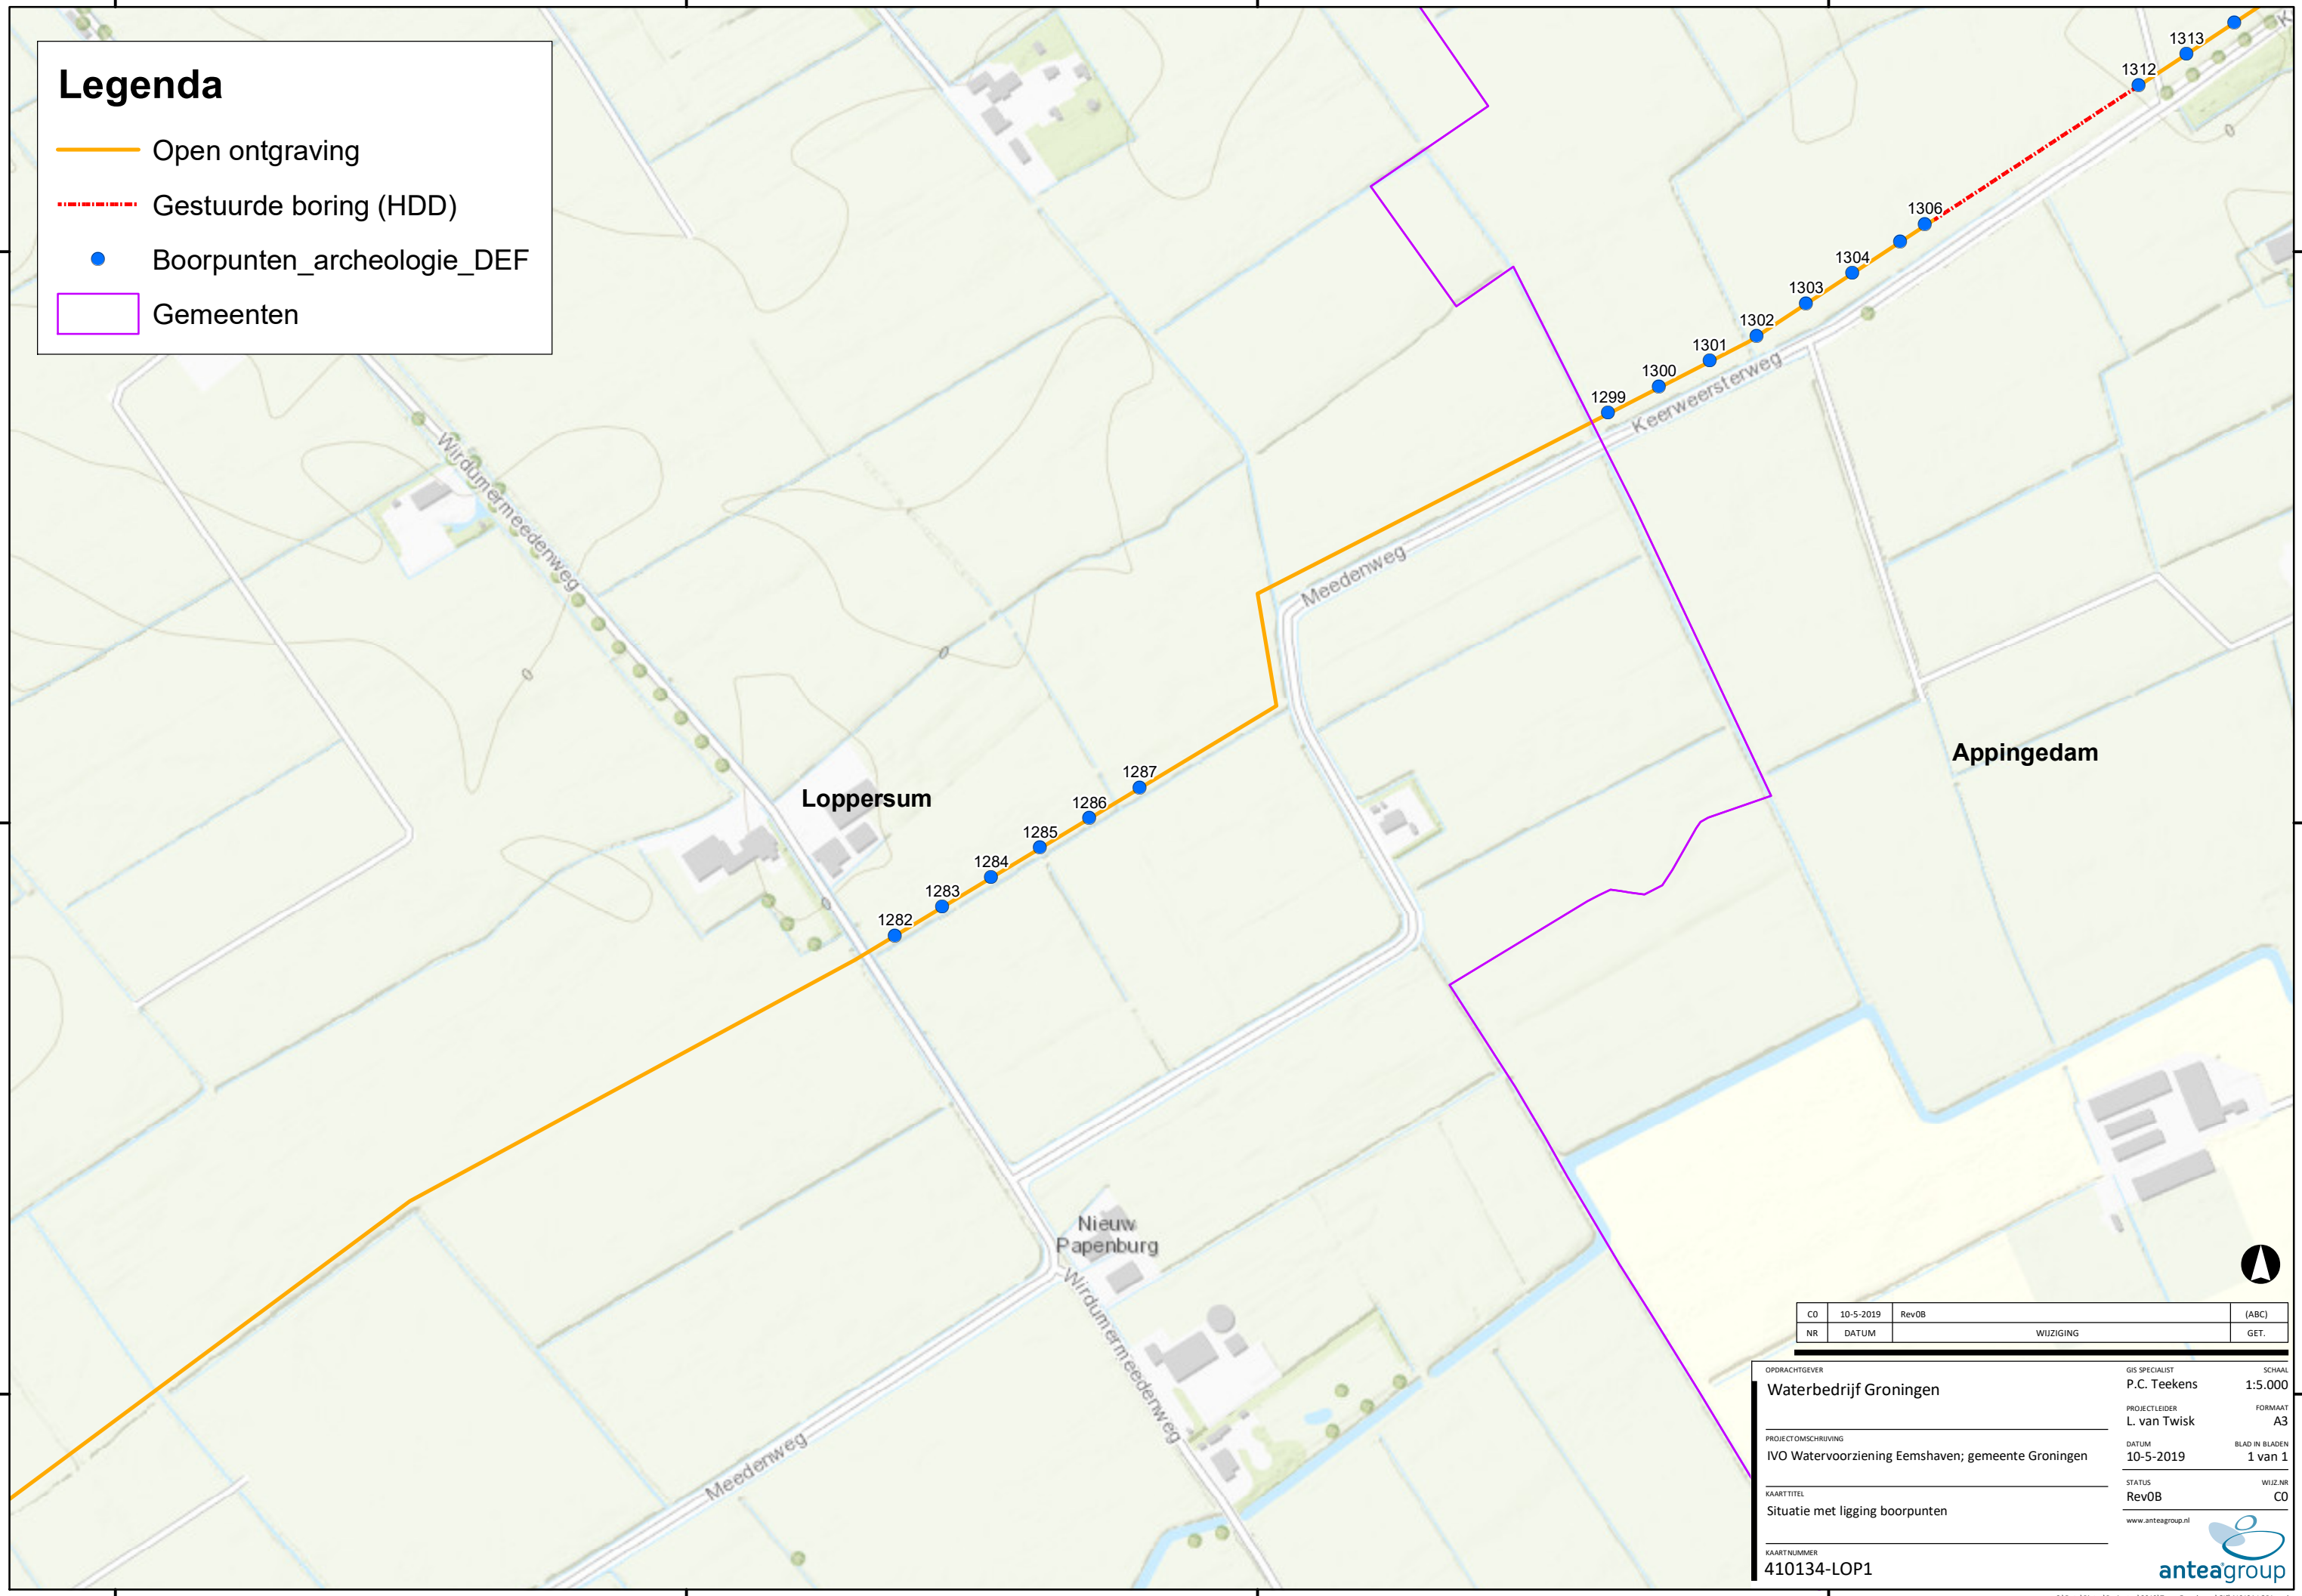 Legenda
Open ontgraving
Gestuurde boring (HDD)
Boorpunten_archeologie_DEF
Gemeenten
1313
1312
1306
1304
1303
1302
1301
1300
1299
Keerweersterweg
Wirdumermeedenweg
Meedenweg
0
0
0
0
Appingedam
Loppersum
1287
1286
1285
1284
1283
1282
Nieuw
Papenburg
Wirdumermeedenweg
Meedenweg
C0 10-5-2019 Rev0B (ABC)
NR DATUM WIJZIGING GET.
OPDRACHTGEVER
Waterbedrijf Groningen
GIS SPECIALIST SCHAAL
P.C. Teekens 1:5.000
PROJECTLEIDER FORMAAT
L. van Twisk A3
PROJECTOMSCHRIJVING
IVO Watervoorziening Eemshaven; gemeente Groningen
DATUM BLAD IN BLADEN
10-5-2019 1 van 1
STATUS WIJZ.NR
Rev0B C0
KAARTTITEL
Situatie met ligging boorpunten
www.anteagroup.nl
KAARTNUMMER
410134-LOP1
anteagroup